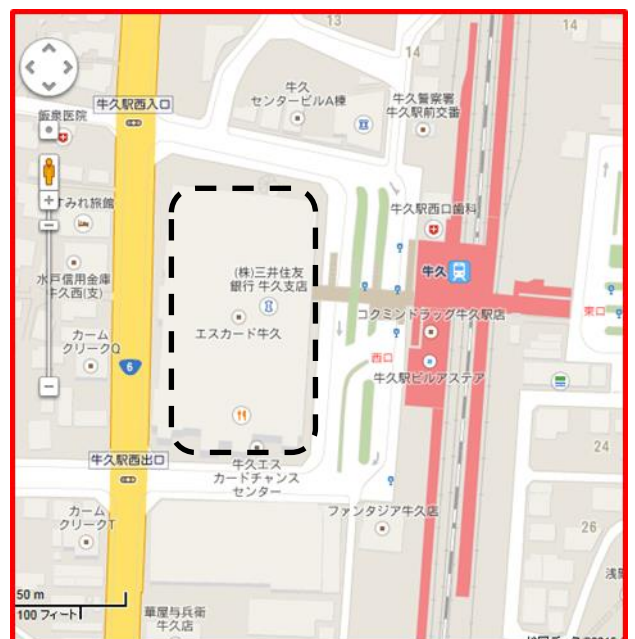 13
14
14
牛久
センタービルA棟
牛久警察署
牛久駅前交番
牛久駅西入口
飯泉医院
すみれ旅館
牛久駅西口歯科
水戸信用金庫
牛久西(支)
(株)三井住友
銀行 牛久支店
牛久
コクミンドラッグ牛久駅店
東口
エスカード牛久
カーム
クリークQ
6
西口
牛久駅ビルアステア
牛久駅西出口
牛久エス
カードチャンス
センター
24
カーム
クリークT
ファンタジア牛久店
26
50 m
100 フィート
華屋与兵衛
牛久店